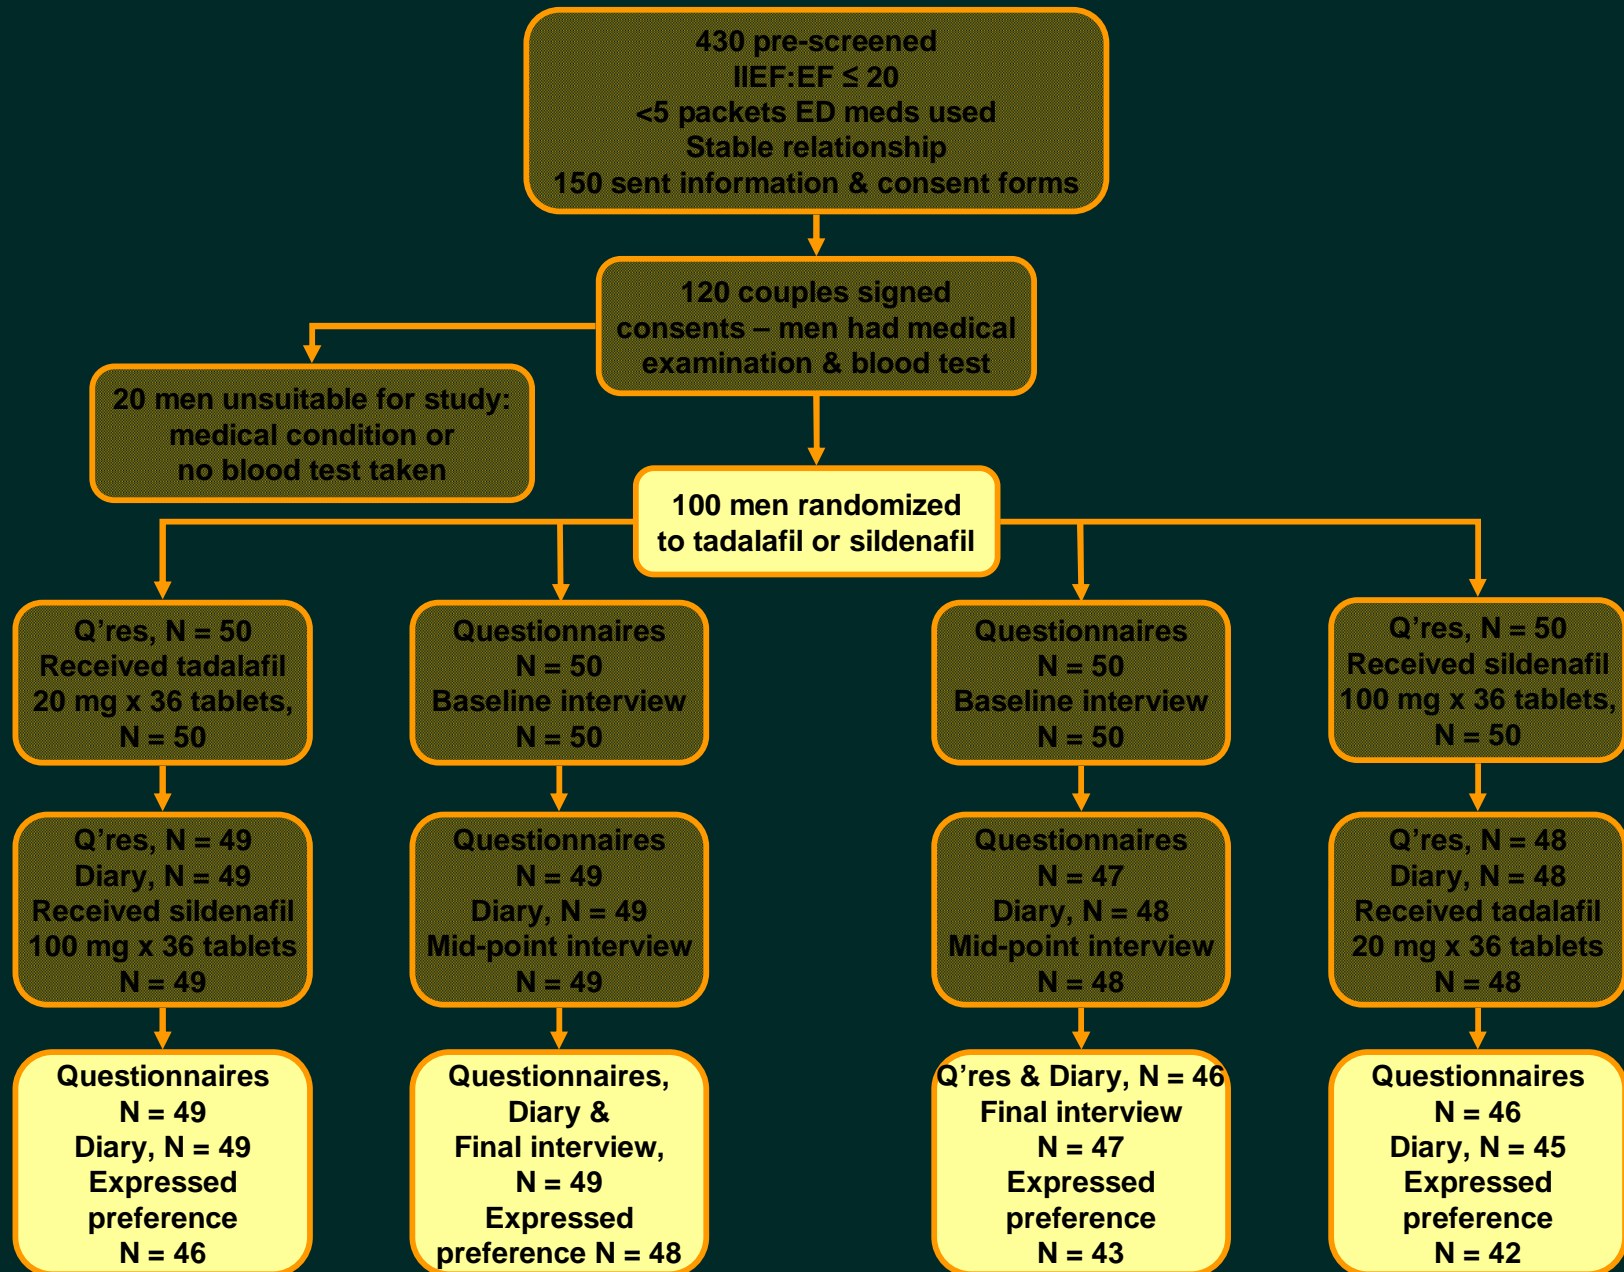 430 pre-screened
IIEF:EF ≤ 20
<5 packets ED meds used
Stable relationship
150 sent information & consent forms
120 couples signed
consents – men had medical
examination & blood test
20 men unsuitable for study:
medical condition or
no blood test taken
100 men randomized
to tadalafil or sildenafil
Q’res, N = 50
Received tadalafil
20 mg x 36 tablets,
N = 50
Questionnaires
N = 50
Baseline interview
N = 50
Questionnaires
N = 50
Baseline interview
N = 50
Q’res, N = 50
Received sildenafil
100 mg x 36 tablets,
N = 50
Q’res, N = 49
Diary, N = 49
Received sildenafil
100 mg x 36 tablets
N = 49
Questionnaires
N = 49
Diary, N = 49
Mid-point interview
N = 49
Questionnaires
N = 47
Diary, N = 48
Mid-point interview
N = 48
Q’res, N = 48
Diary, N = 48
Received tadalafil
20 mg x 36 tablets
N = 48
Questionnaires
N = 49
Diary, N = 49
Expressed
preference
N = 46
Questionnaires,
Diary &
Final interview,
N = 49
Expressed
preference N = 48
Q’res & Diary, N = 46
Final interview
N = 47
Expressed
preference
N = 43
Questionnaires
N = 46
Diary, N = 45
Expressed
preference
N = 42